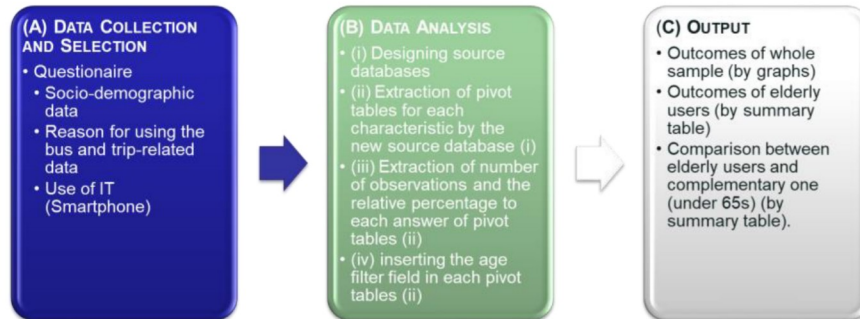 (A) DATA COLLECTION
AND SELECTION
• Questionaire
• Socio-demographic
data
• Reason for using the
bus and trip-related
data
• Use of IT
(Smartphone)
(B) DATA ANALYSIS
• (i) Designing source
databases
• (ii) Extraction of pivot
tables for each
characteristic by the
new source database (i)
• (iii) Extraction of number
of observations and the
relative percentage to
each answer of pivot
tables (ii)
• (iv) inserting the age
filter field in each pivot
tables (ii)
(C) OUTPUT
• Outcomes of whole
sample (by graphs)
• Outcomes of elderly
users (by summary
table)
• Comparison between
elderly users and
complementary one
(under 65s) (by
summary table).